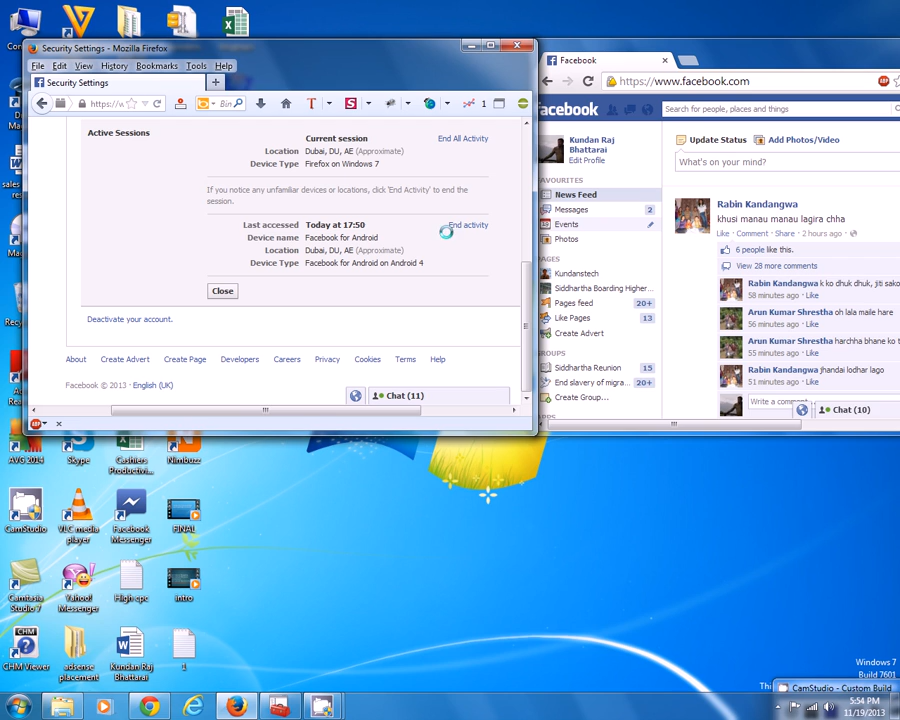 Security Settings - Mozilla Firefox
File Edit View History Bookmarks Tools Help
Security Settings
https://w
Bin
T
S
1
Active Sessions
Current session
End All Activity
Location Dubai, DU, AE (Approximate)
Device Type Firefox on Windows 7
If you notice any unfamiliar devices or locations, click 'End Activity' to end the
session.
Last accessed Today at 17:50
End activity
Device name Facebook for Android
Location Dubai, DU, AE (Approximate)
Device Type Facebook for Android on Android 4
Close
Deactivate your account.
About Create Advert Create Page Developers Careers Privacy Cookies Terms Help
Facebook © 2013 · English (UK)
Chat (11)
ABP
Facebook
https://www.facebook.com
facebook
Search for people, places and things
Kundan Raj
Bhattarai
Edit Profile
FAVOURITES
News Feed
Messages 2
Events
Photos
PAGES
Kundanstech
Siddhartha Boarding Higher...
Pages feed 20+
Like Pages 13
Create Advert
GROUPS
Siddhartha Reunion 15
End slavery of migra... 20+
Create Group...
APPS
Update Status Add Photos/Video
What's on your mind?
Rabin Kandangwa
khusi manau manau lagira chha
Like · Comment · Share · 2 hours ago ·
6 people like this.
View 28 more comments
Rabin Kandangwa k ko dhuk dhuk, jiti sako
58 minutes ago · Like
Arun Kumar Shrestha oh lala maile hare
56 minutes ago · Like
Arun Kumar Shrestha harchha bhane ko t
55 minutes ago · Like
Rabin Kandangwa jhandai lodhar lago
51 minutes ago · Like
Write a comment...
Chat (10)
AVG 2014
Skype
Cashiers
Productivi...
Nimbuzz
CamStudio
VLC media
player
Facebook
Messenger
FINAL
Camtasia
Studio 7
Yahoo!
Messenger
High cpc
intro
CHM
CHM Viewer
adsense
placement
Kundan Raj
Bhattarai
1
Windows 7
Build 7601
CamStudio - Custom Build
5:54 PM
11/19/2013